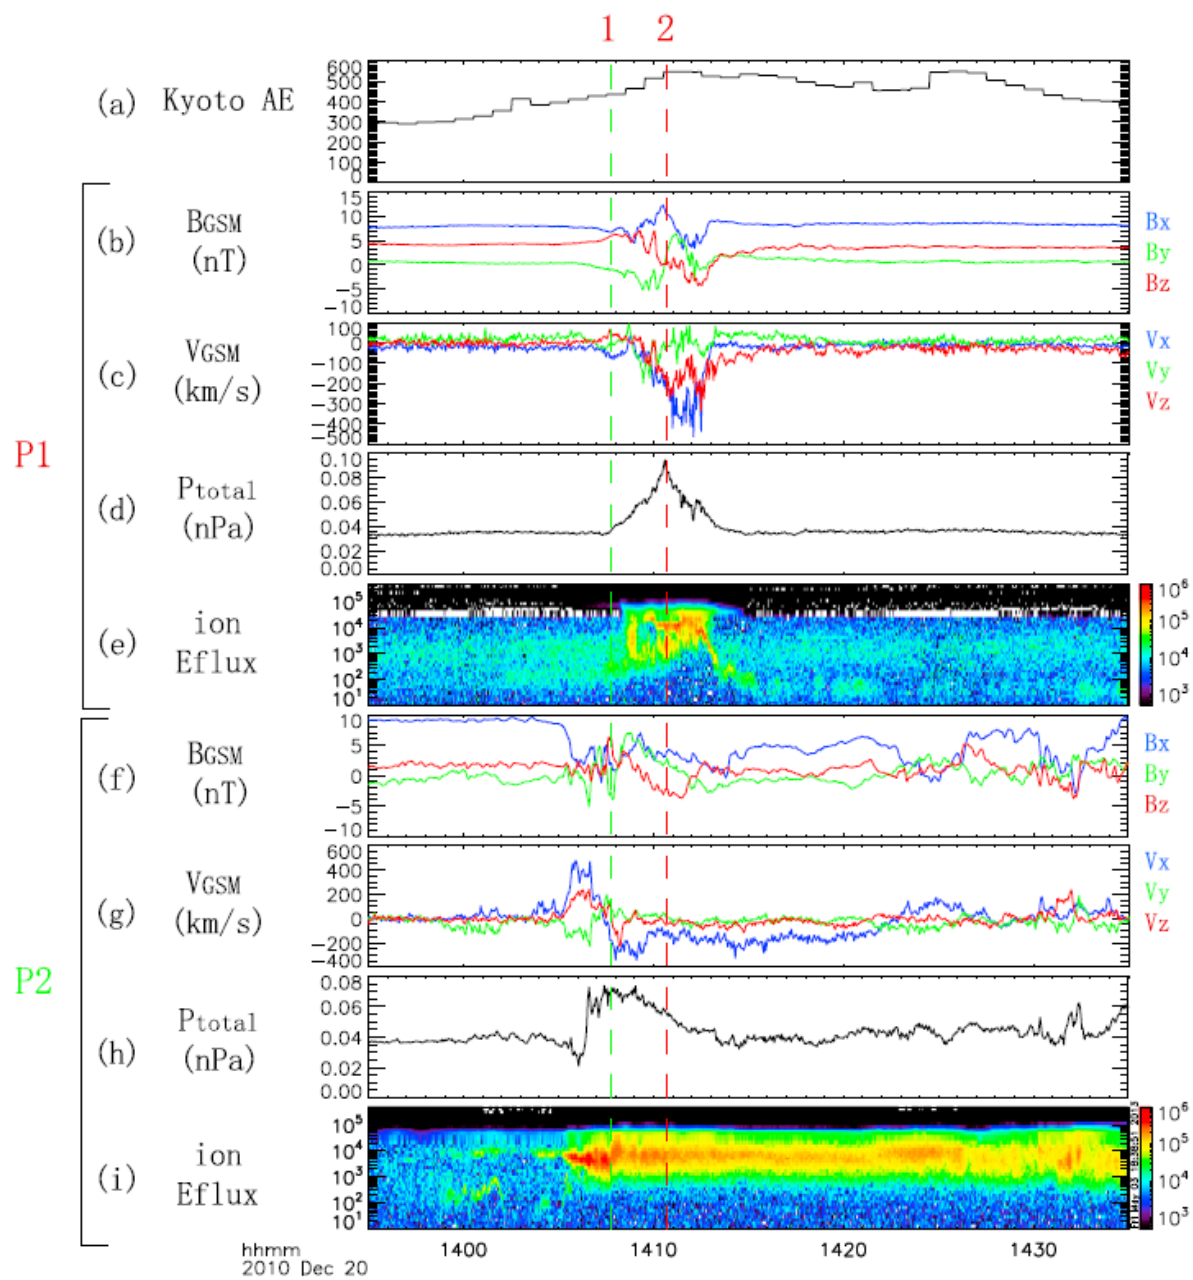 1 2
(a) Kyoto AE
600
500
400
300
200
100
0
P1
(b) BGSM
(nT)
15
10
5
0
−5
−10
Bx
By
Bz
(c) VGSM
(km/s)
100
0
−100
−200
−300
−400
−500
Vx
Vy
Vz
(d) Ptotal
(nPa)
0.10
0.08
0.06
0.04
0.02
0.00
(e) ion
Eflux
10^5
10^4
10^3
10^2
10^1
10^6
10^5
10^4
10^3
P2
(f) BGSM
(nT)
10
5
0
−5
−10
Bx
By
Bz
(g) VGSM
(km/s)
600
400
200
0
−200
−400
Vx
Vy
Vz
(h) Ptotal
(nPa)
0.08
0.06
0.04
0.02
0.00
(i) ion
Eflux
10^5
10^4
10^3
10^2
10^1
10^6
10^5
10^4
10^3
hhmm 1400 1410 1420 1430
2010 Dec 20